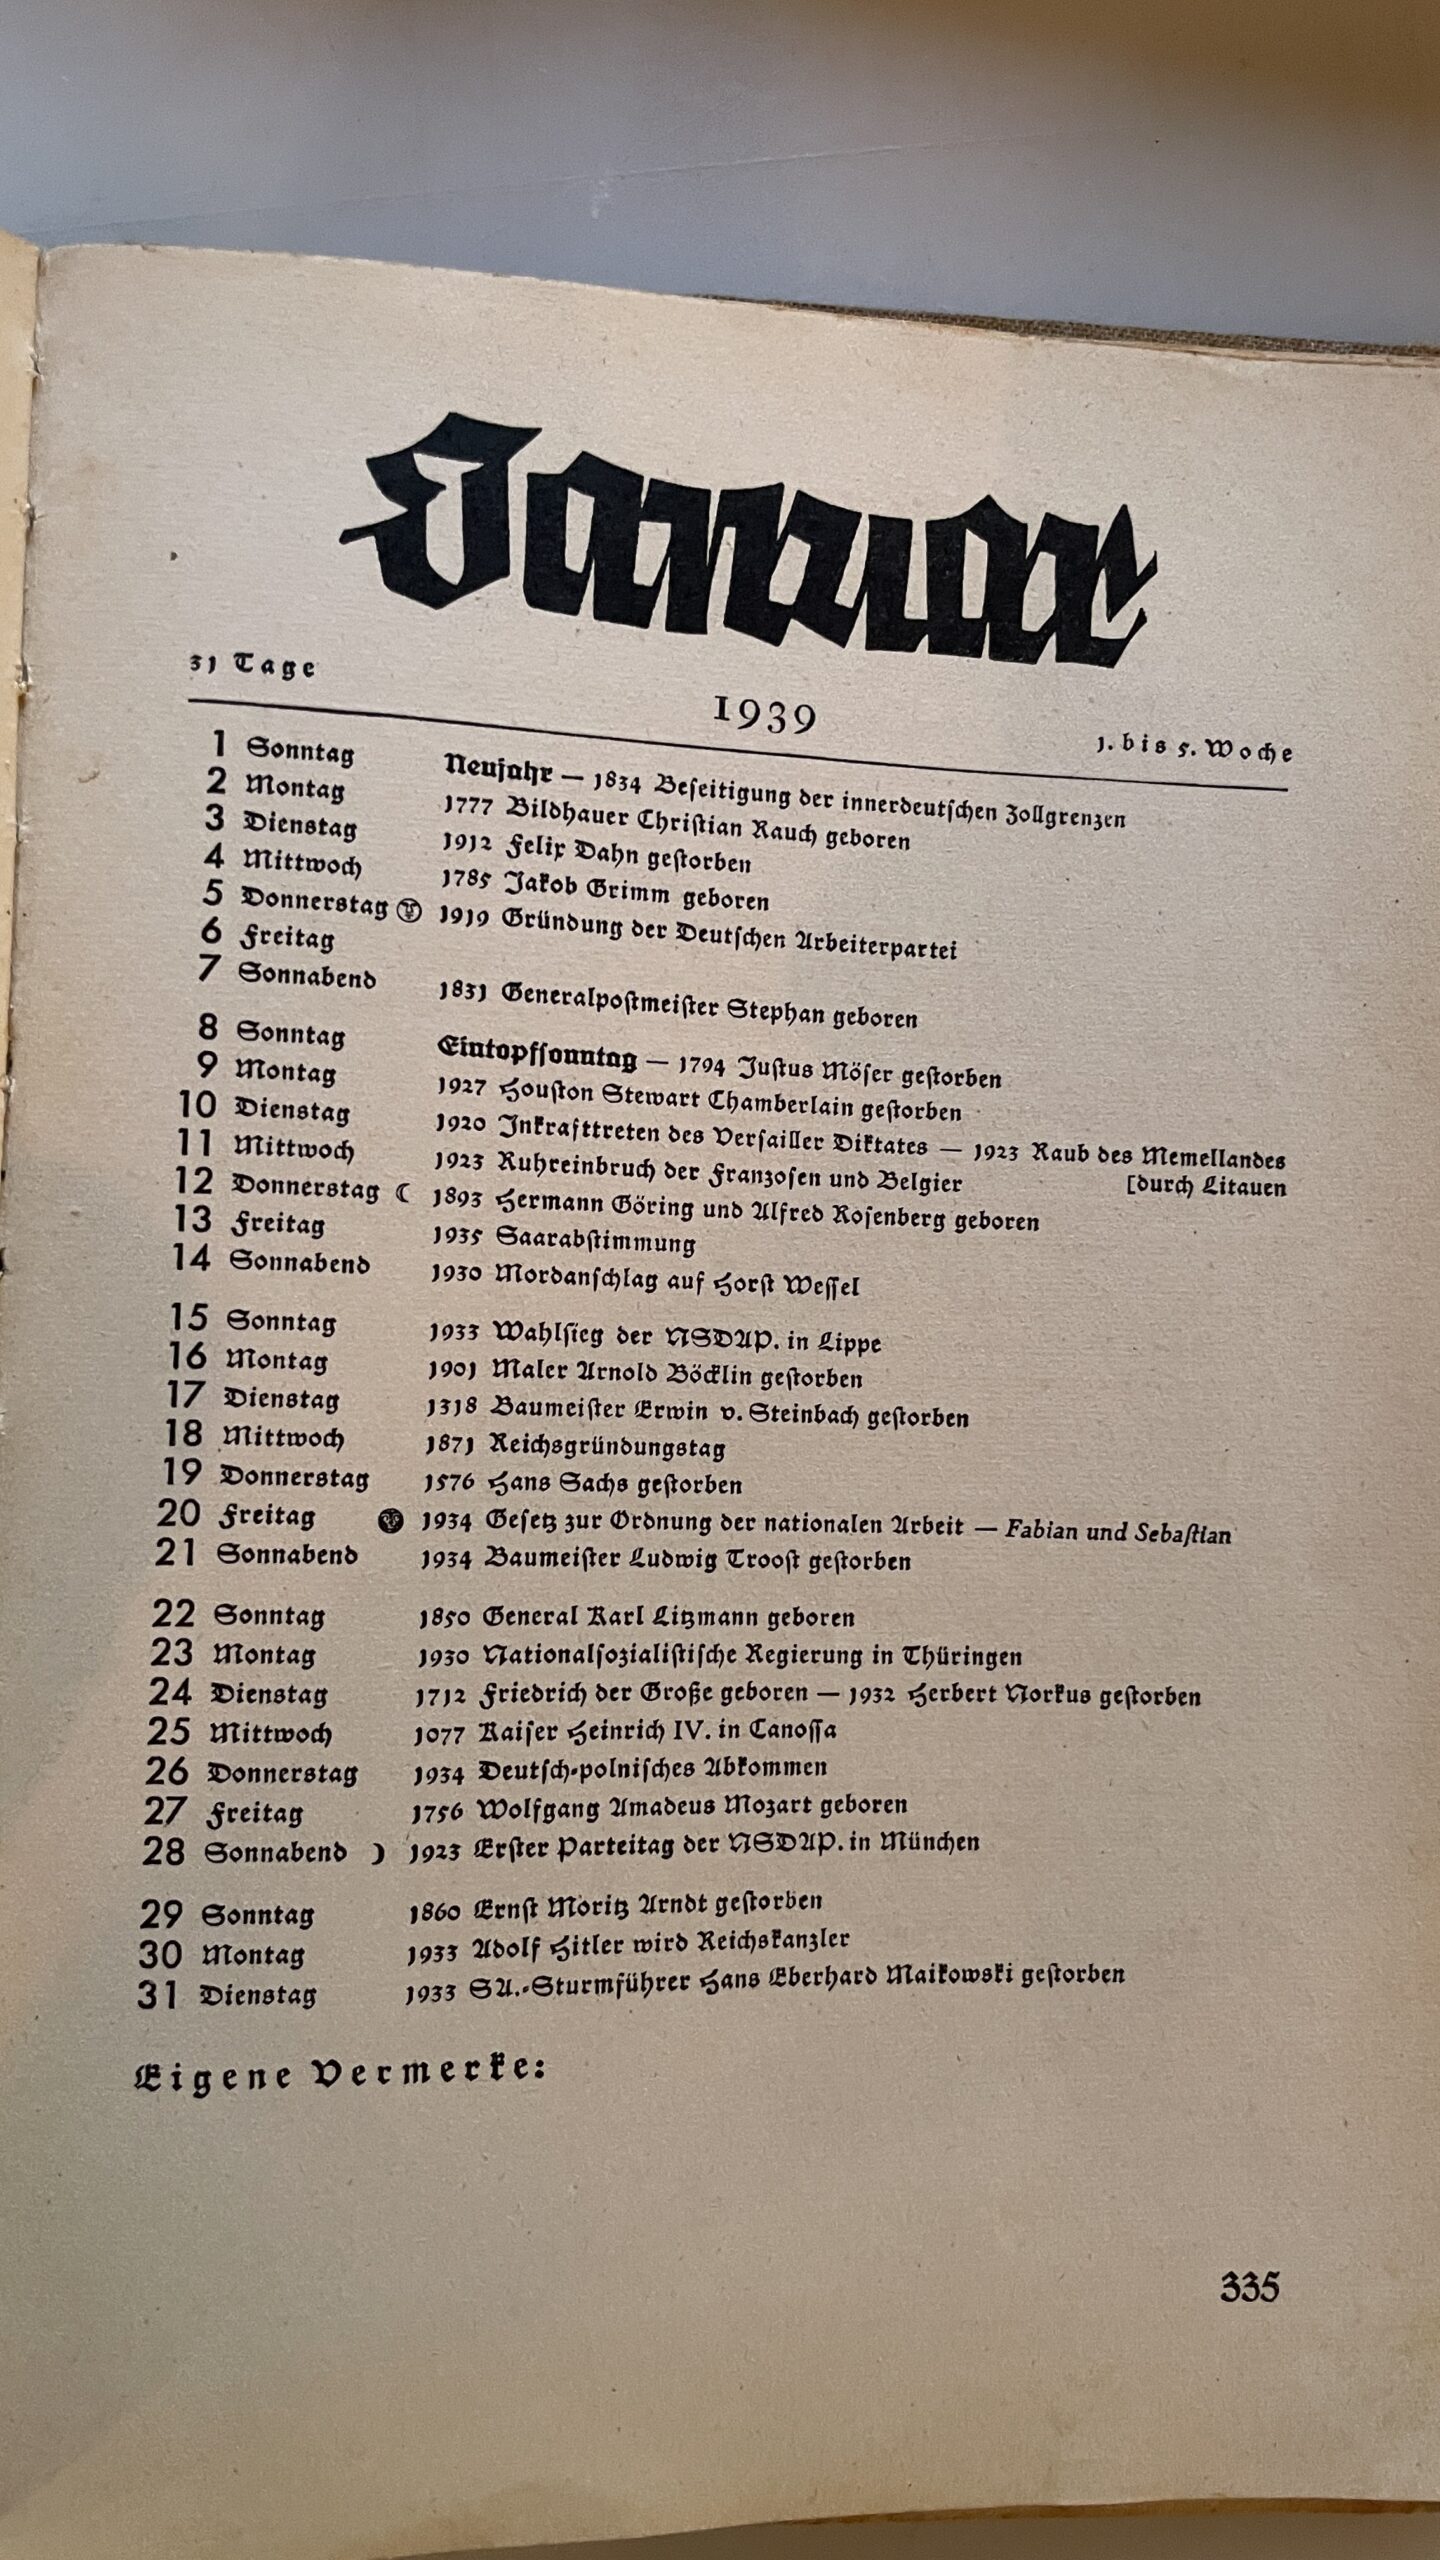 Januar
31 Tage
1939
1. bis 5. Woche
1 Sonntag Neujahr — 1834 Beseitigung der innerdeutschen Zollgrenzen
2 Montag 1777 Bildhauer Christian Rauch geboren
3 Dienstag 1912 Felix Dahn gestorben
4 Mittwoch 1785 Jakob Grimm geboren
5 Donnerstag 1919 Gründung der Deutschen Arbeiterpartei
6 Freitag
7 Sonnabend 1831 Generalpostmeister Stephan geboren
8 Sonntag Eintopfsonntag — 1794 Justus Möser gestorben
9 Montag 1927 Houston Stewart Chamberlain gestorben
10 Dienstag 1920 Inkrafttreten des Versailler Diktates — 1923 Raub des Memellandes
11 Mittwoch 1923 Ruhreinbruch der Franzosen und Belgier [durch Litauen
12 Donnerstag ☾ 1893 Hermann Göring und Alfred Rosenberg geboren
13 Freitag 1935 Saarabstimmung
14 Sonnabend 1930 Mordanschlag auf Horst Wessel
15 Sonntag 1933 Wahlsieg der NSDAP. in Lippe
16 Montag 1901 Maler Arnold Böcklin gestorben
17 Dienstag 1318 Baumeister Erwin v. Steinbach gestorben
18 Mittwoch 1871 Reichsgründungstag
19 Donnerstag 1576 Hans Sachs gestorben
20 Freitag 1934 Gesetz zur Ordnung der nationalen Arbeit — Fabian und Sebastian
21 Sonnabend 1934 Baumeister Ludwig Troost gestorben
22 Sonntag 1850 General Karl Litzmann geboren
23 Montag 1930 Nationalsozialistische Regierung in Thüringen
24 Dienstag 1712 Friedrich der Große geboren — 1932 Herbert Norkus gestorben
25 Mittwoch 1077 Kaiser Heinrich IV. in Canossa
26 Donnerstag 1934 Deutsch-polnisches Abkommen
27 Freitag 1756 Wolfgang Amadeus Mozart geboren
28 Sonnabend ☽ 1923 Erster Parteitag der NSDAP. in München
29 Sonntag 1860 Ernst Moritz Arndt gestorben
30 Montag 1933 Adolf Hitler wird Reichskanzler
31 Dienstag 1933 SA.-Sturmführer Hans Eberhard Maikowski gestorben
Eigene Vermerke:
335